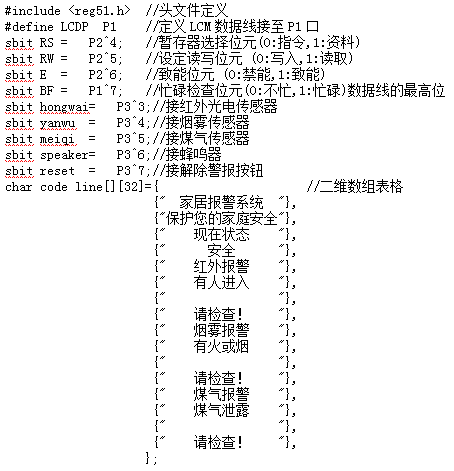 #include <reg51.h>  //头文件定义
#define LCDP  P1    //定义LCM数据线接至P1口
sbit RS =   P2^4;   //暂存器选择位元(0:指令,1:资料)
sbit RW =   P2^5;   //设定读写位元 (0:写入,1:读取)
sbit E  =   P2^6;   //致能位元 (0:禁能,1:致能)
sbit BF =   P1^7;   //忙碌检查位元(0:不忙,1:忙碌)数据线的最高位
sbit hongwai=   P3^3;//接红外光电传感器
sbit yanwu  =   P3^4;//接烟雾传感器
sbit meiqi  =   P3^5;//接煤气传感器
sbit speaker=   P3^6;//接蜂鸣器
sbit reset  =   P3^7;//接解除警报按钮
char code line[][32]={                    //二维数组表格
{"  家居报警系统  "},
{"保护您的家庭安全"},
{"    现在状态    "},
{"      安全      "},
{"    红外报警    "},
{"    有人进入    "},
{"                "},
{"    请检查!     "},
{"    烟雾报警    "},
{"    有火或烟    "},
{"                "},
{"    请检查!     "},
{"    煤气报警    "},
{"    煤气泄露    "},
{"                "},
{"    请检查!     "},
};